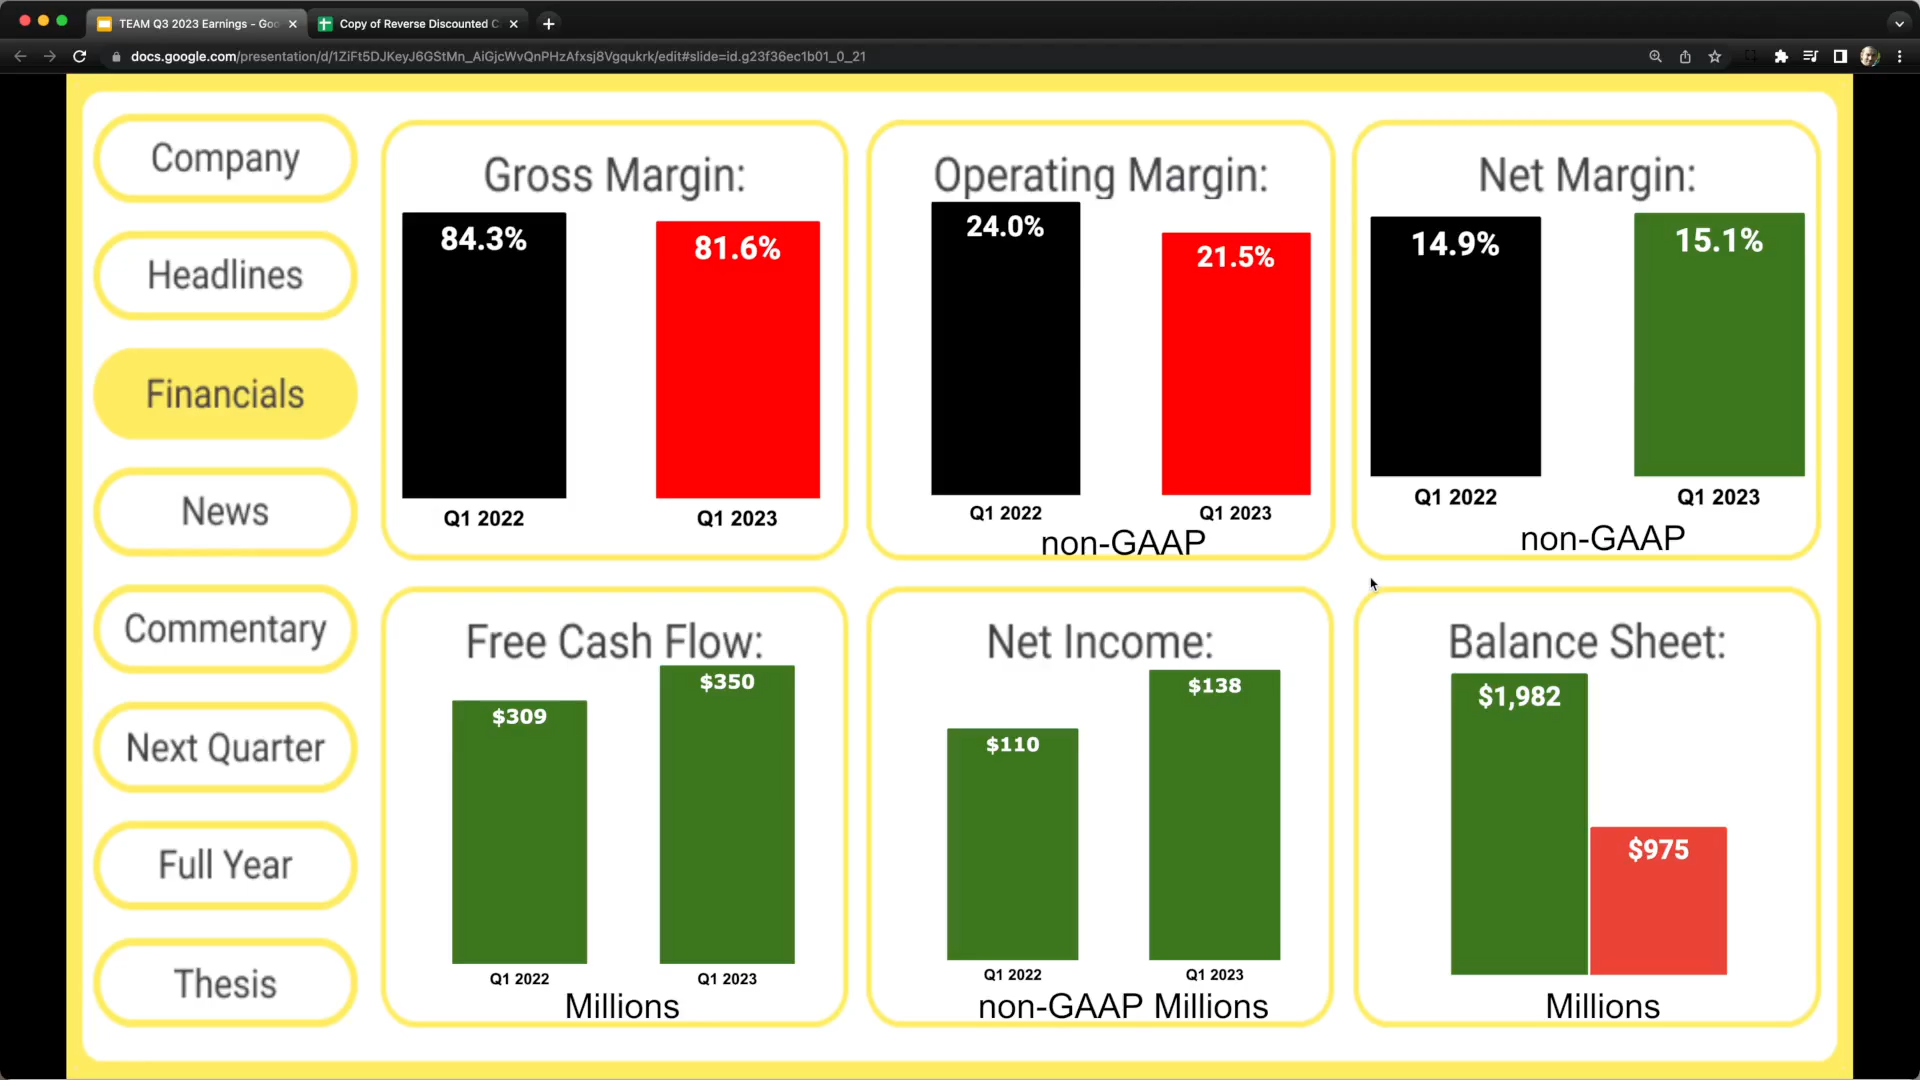 TEAM Q3 2023 Earnings - Goo
Copy of Reverse Discounted C
docs.google.com/presentation/d/1ZiFt5DJKeyJ6GStMn_AiGjcWvQnPHzAfxsj8Vgqukrk/edit#slide=id.g23f36ec1b01_0_21
Company
Headlines
Financials
News
Commentary
Next Quarter
Full Year
Thesis
Gross Margin:
84.3%
81.6%
Q1 2022
Q1 2023
Operating Margin:
24.0%
21.5%
Q1 2022
Q1 2023
non-GAAP
Net Margin:
14.9%
15.1%
Q1 2022
Q1 2023
non-GAAP
Free Cash Flow:
$309
$350
Q1 2022
Q1 2023
Millions
Net Income:
$110
$138
Q1 2022
Q1 2023
non-GAAP Millions
Balance Sheet:
$1,982
$975
Millions